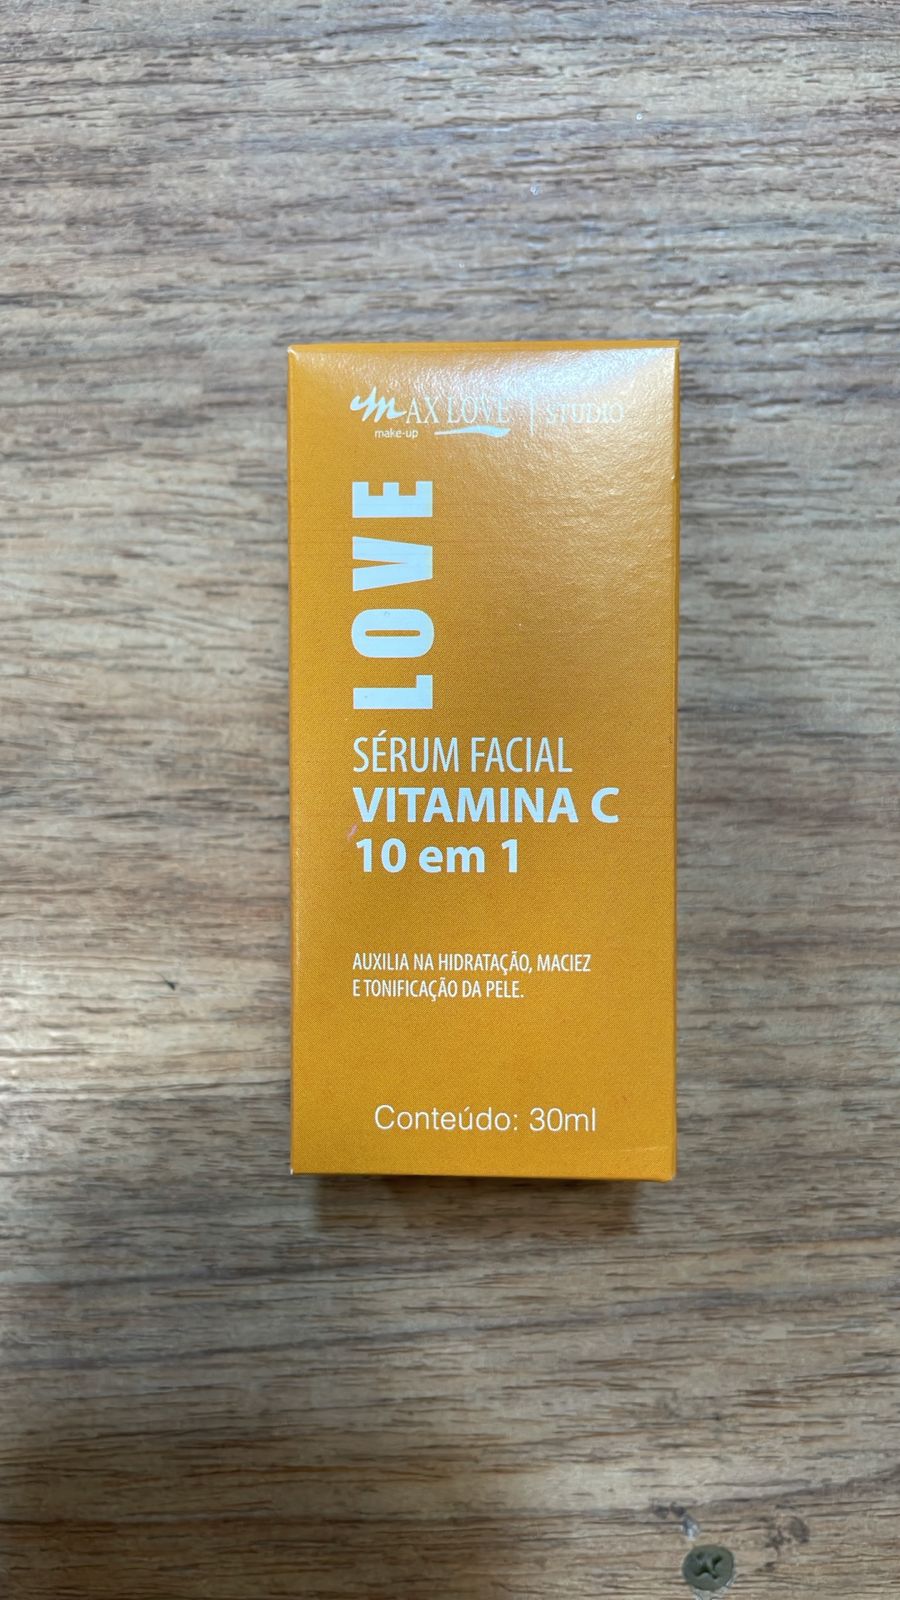 MAX LOVE | STUDIO
make-up
LOVE
SÉRUM FACIAL
VITAMINA C
10 em 1
AUXILIA NA HIDRATAÇÃO, MACIEZ
E TONIFICAÇÃO DA PELE.
Conteúdo: 30ml